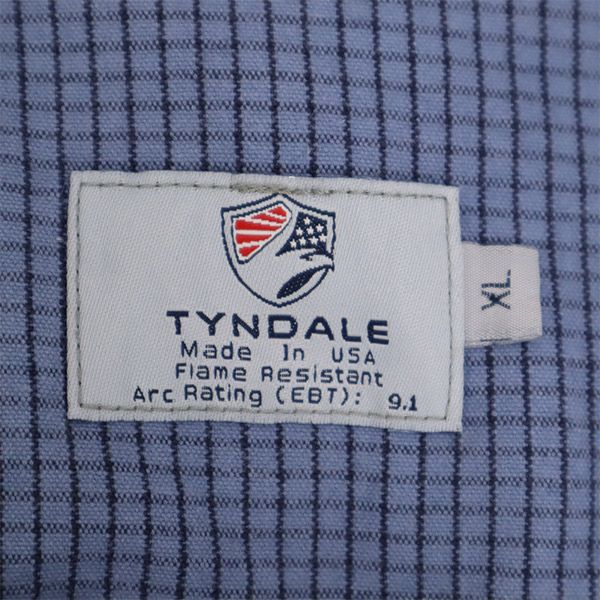 TYNDALE
Made In USA
Flame Resistant
Arc Rating (EBT): 9.1
XL